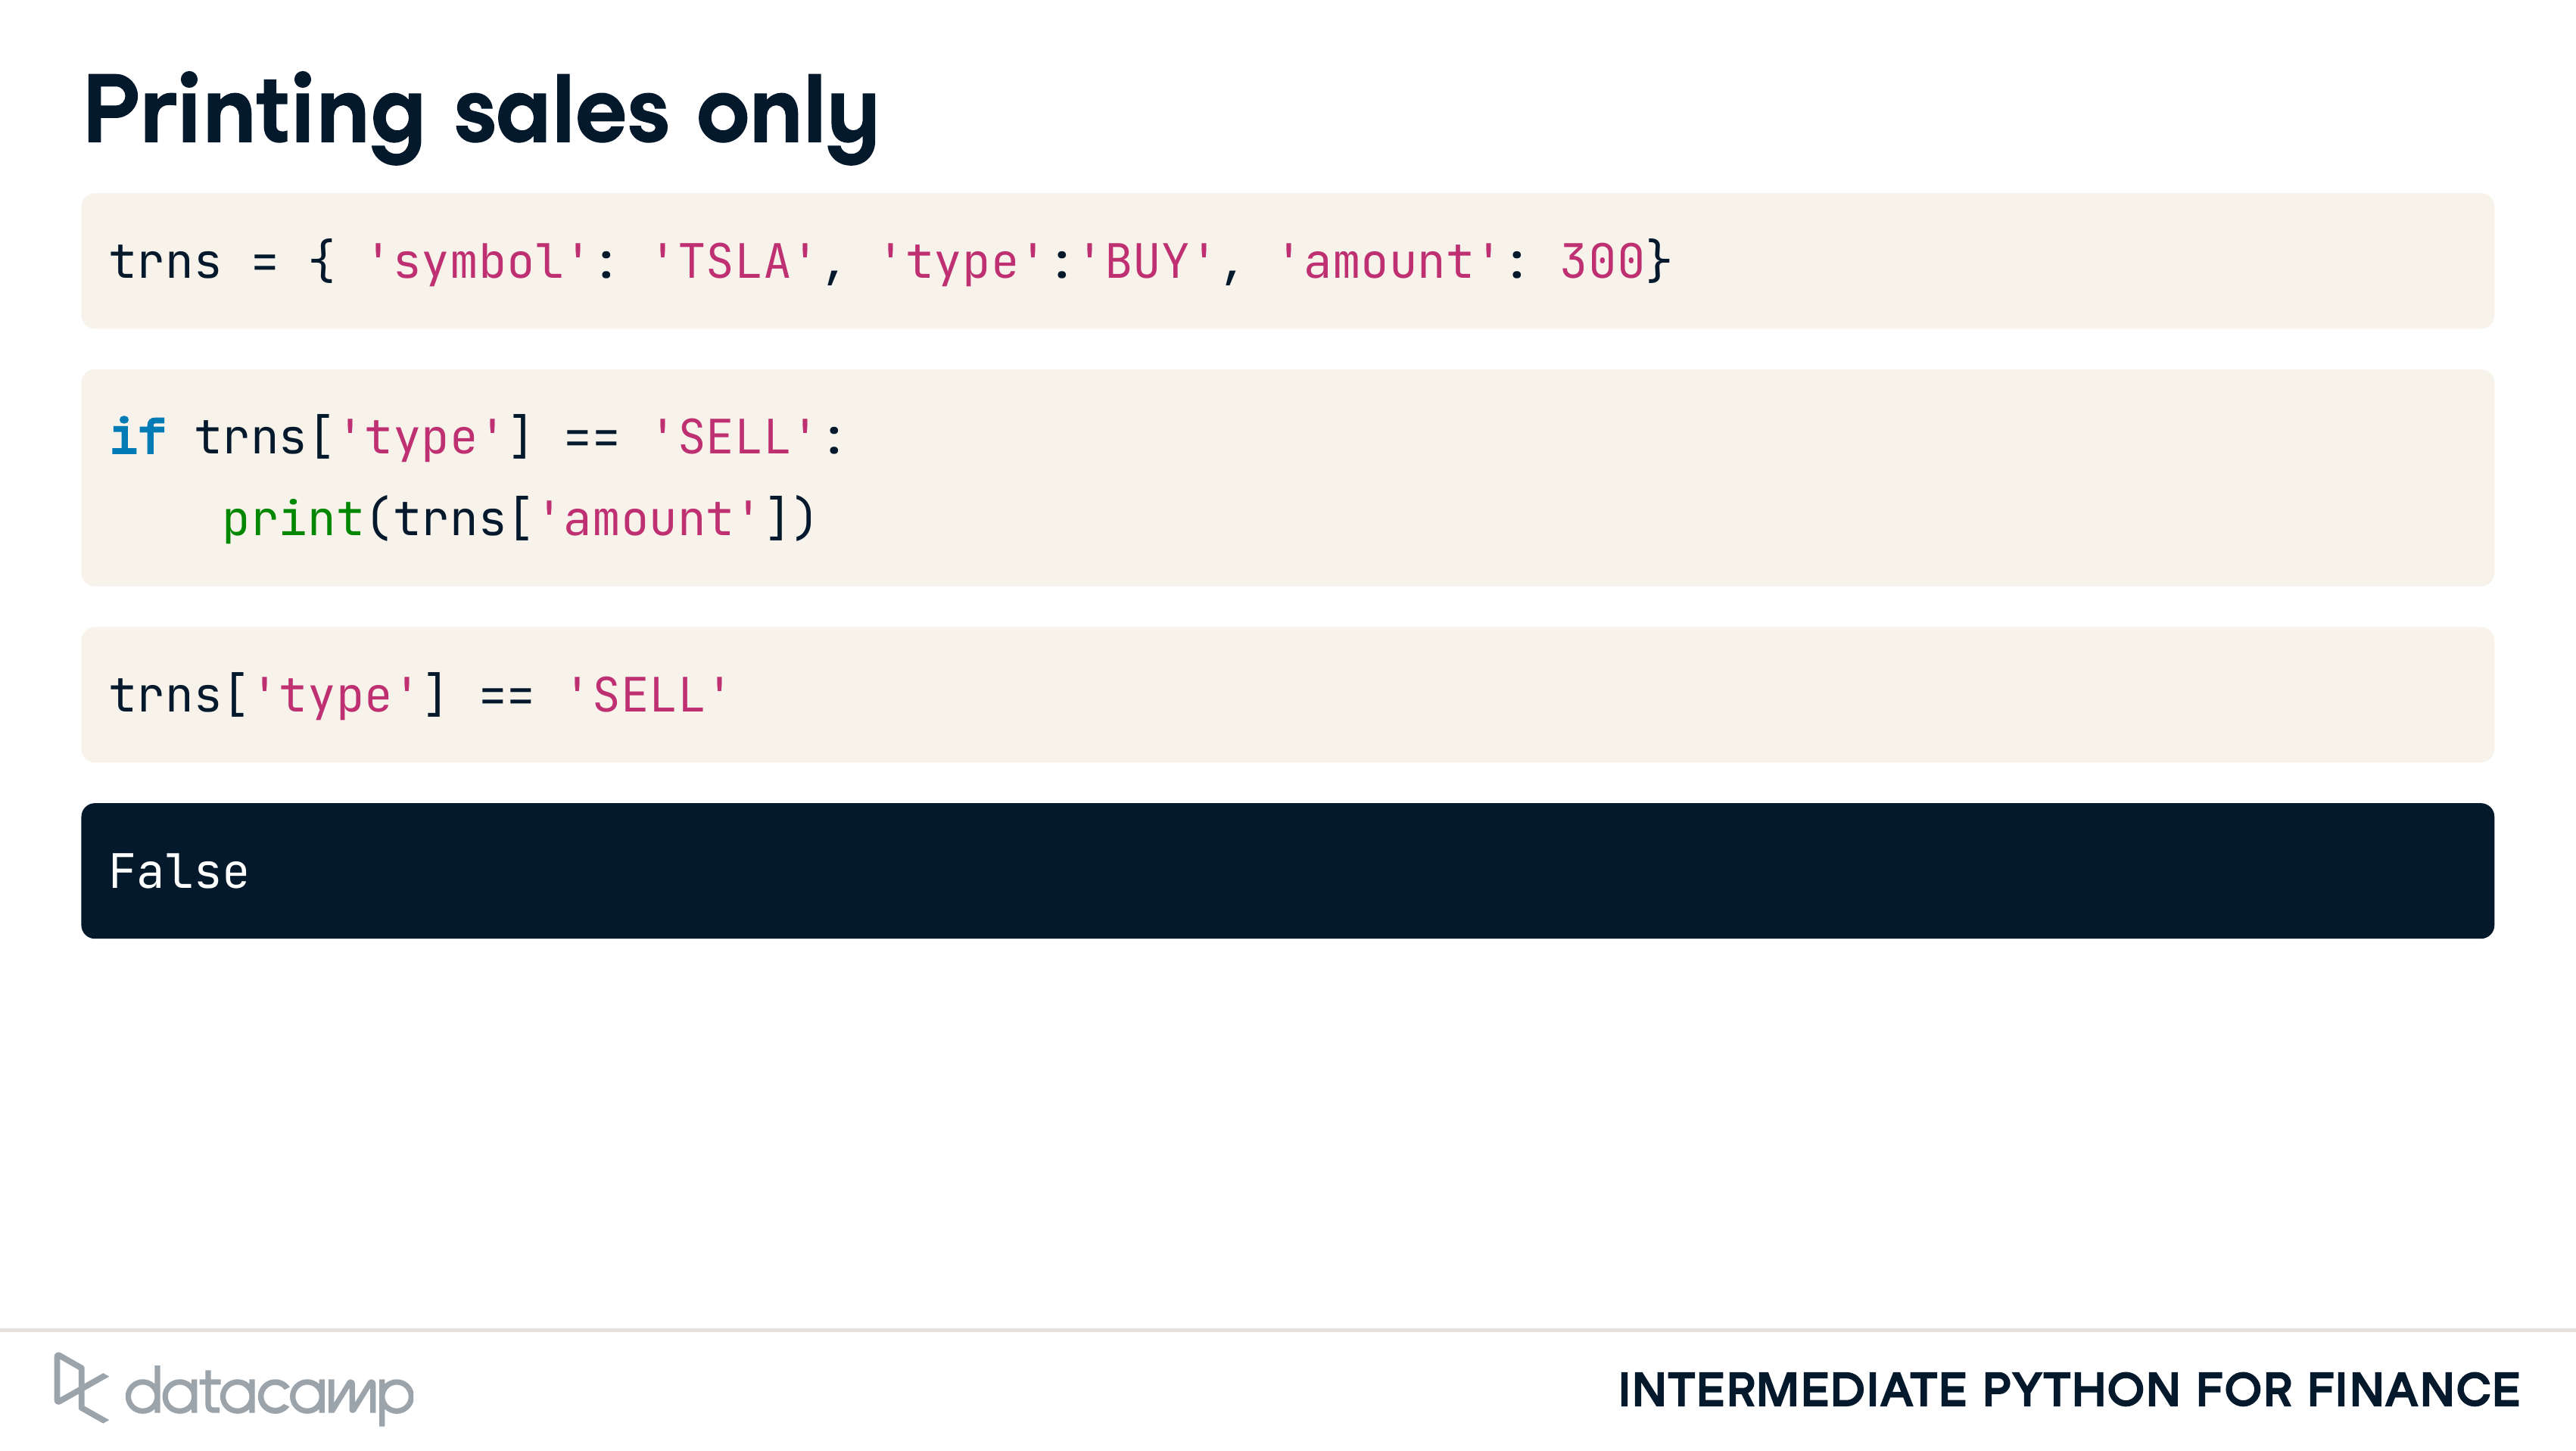 Printing sales only
trns = { 'symbol': 'TSLA', 'type':'BUY', 'amount': 300}
if trns['type'] == 'SELL':
    print(trns['amount'])
trns['type'] == 'SELL'
False
datacamp
INTERMEDIATE PYTHON FOR FINANCE